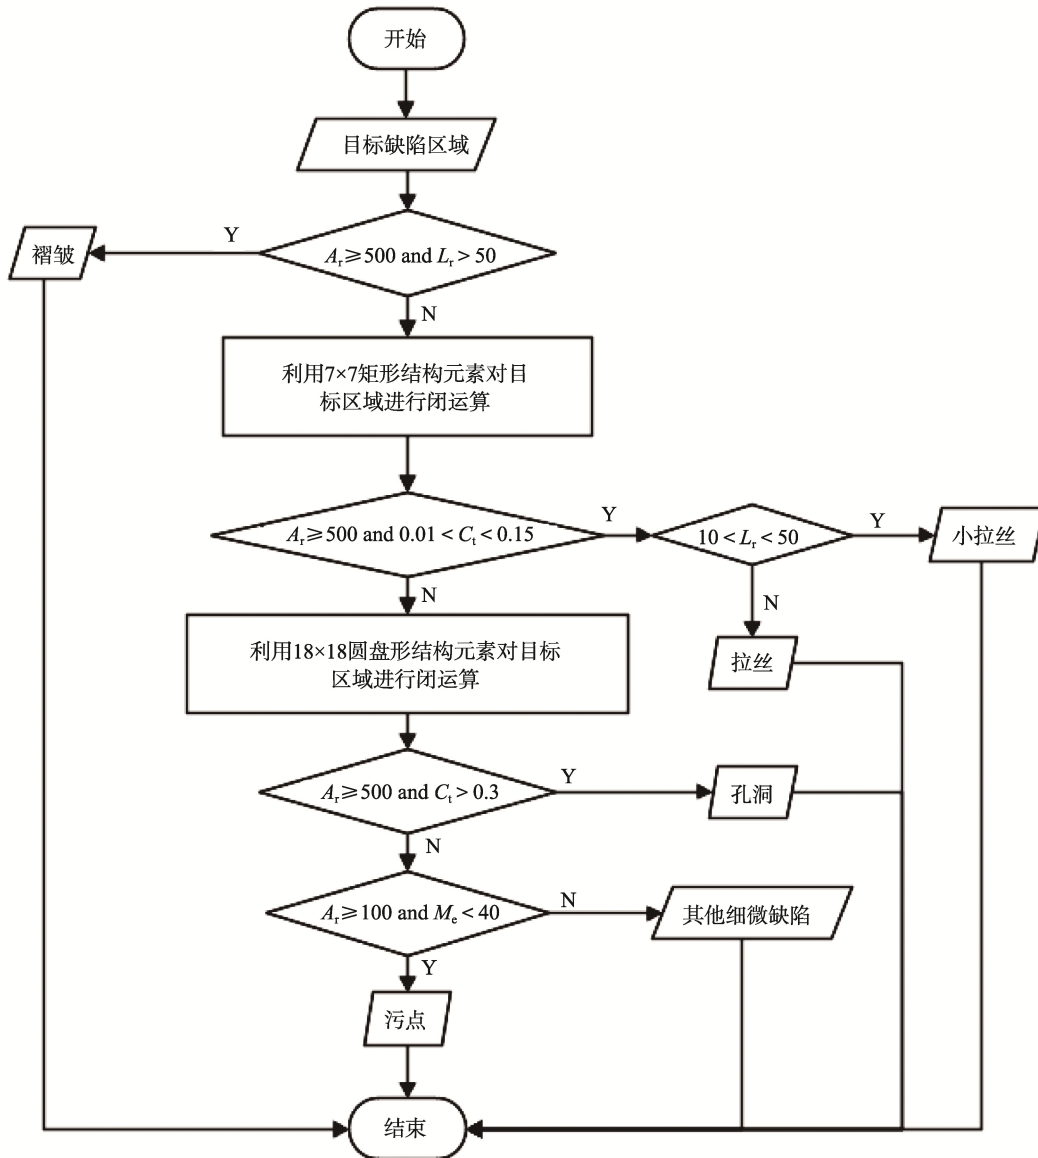 开始
目标缺陷区域
Aᵣ≥500 and Lᵣ>50
Y
褶皱
N
利用7×7矩形结构元素对目
标区域进行闭运算
Aᵣ≥500 and 0.01<Cₜ<0.15
Y
10<Lᵣ<50
Y
小拉丝
N
拉丝
N
利用18×18圆盘形结构元素对目标
区域进行闭运算
Aᵣ≥500 and Cₜ>0.3
Y
孔洞
N
Aᵣ≥100 and Mₑ<40
N
其他细微缺陷
Y
污点
结束